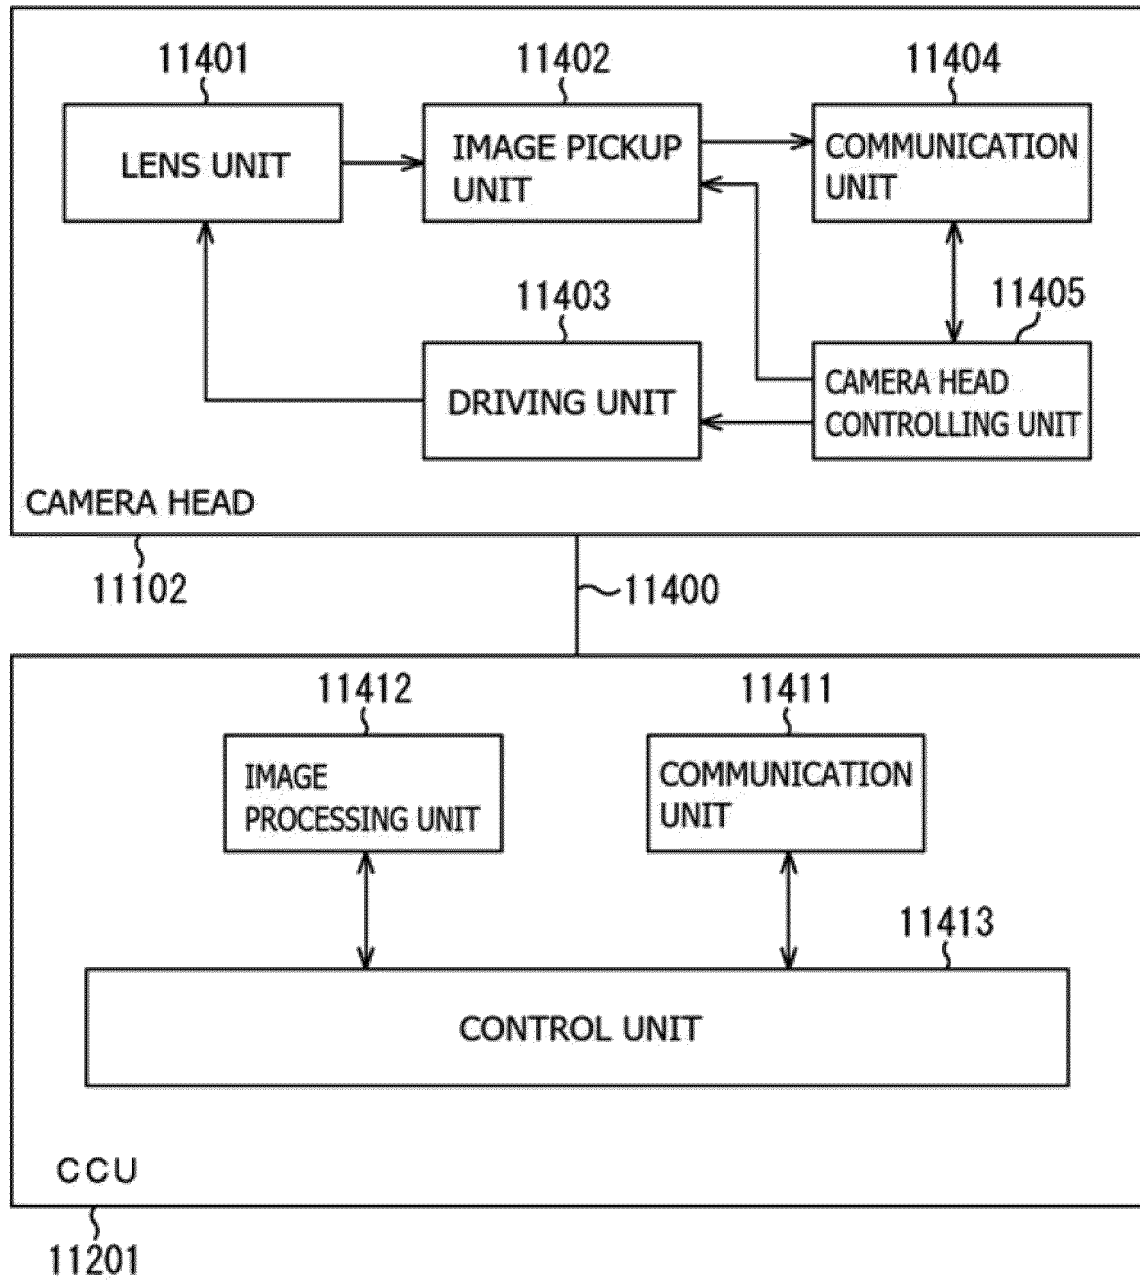 11401
11402
11404
LENS UNIT
IMAGE PICKUP
UNIT
COMMUNICATION
UNIT
11403
11405
DRIVING UNIT
CAMERA HEAD
CONTROLLING UNIT
CAMERA HEAD
11102
11400
11412
11411
IMAGE
PROCESSING UNIT
COMMUNICATION
UNIT
11413
CONTROL UNIT
CCU
11201